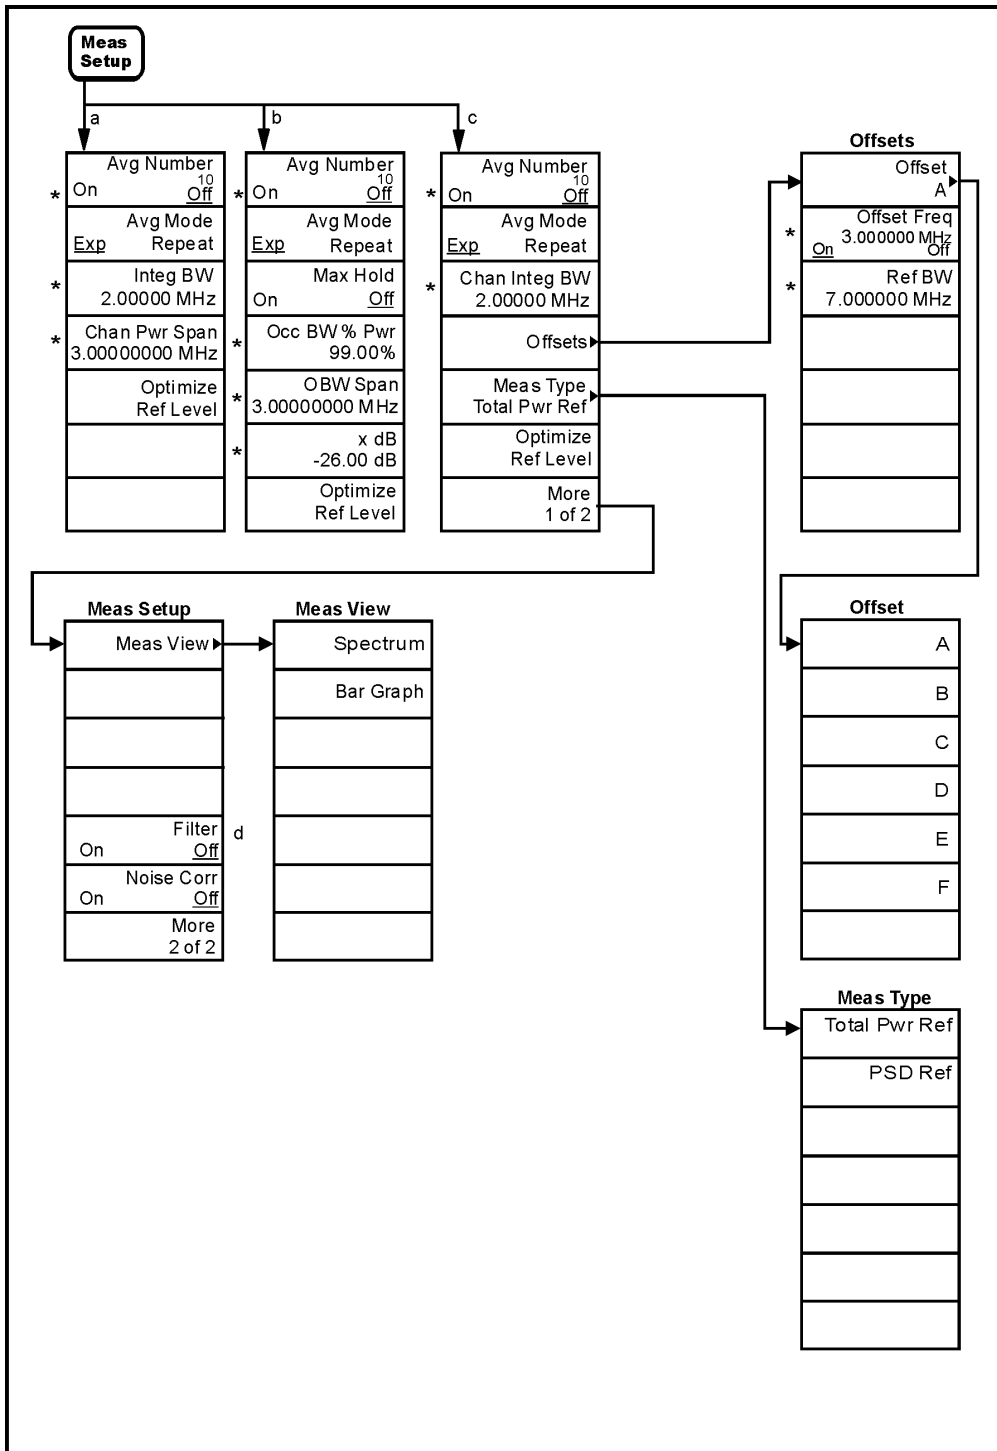 Meas
Setup
a
b
c
Avg Number
10
* On Off
Avg Mode
Exp Repeat
* Integ BW
2.00000 MHz
* Chan Pwr Span
3.00000000 MHz
Optimize
Ref Level
Avg Number
10
* On Off
Avg Mode
Exp Repeat
Max Hold
On Off
* Occ BW % Pwr
99.00%
* OBW Span
3.00000000 MHz
* x dB
-26.00 dB
Optimize
Ref Level
Avg Number
10
* On Off
Avg Mode
Exp Repeat
* Chan Integ BW
2.00000 MHz
Offsets
Meas Type
Total Pwr Ref
Optimize
Ref Level
More
1 of 2
Offsets
Offset
A
* Offset Freq
3.000000 MHz
On Off
* Ref BW
7.000000 MHz
Meas Setup
Meas View
Filter d
On Off
Noise Corr
On Off
More
2 of 2
Meas View
Spectrum
Bar Graph
Offset
A
B
C
D
E
F
Meas Type
Total Pwr Ref
PSD Ref